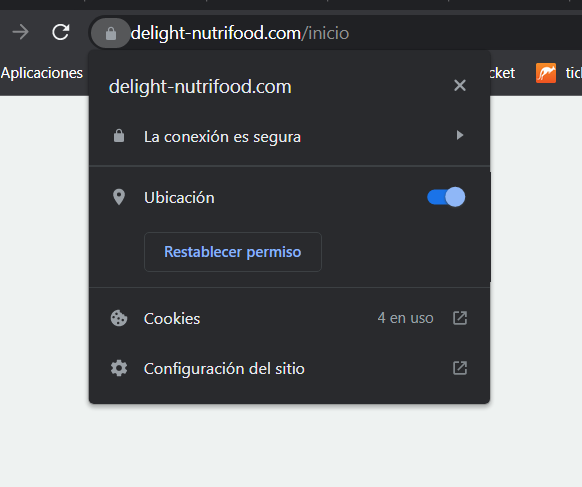 delight-nutrifood.com/inicio
Aplicaciones
cket
tic
delight-nutrifood.com
La conexión es segura
Ubicación
Restablecer permiso
Cookies
4 en uso
Configuración del sitio